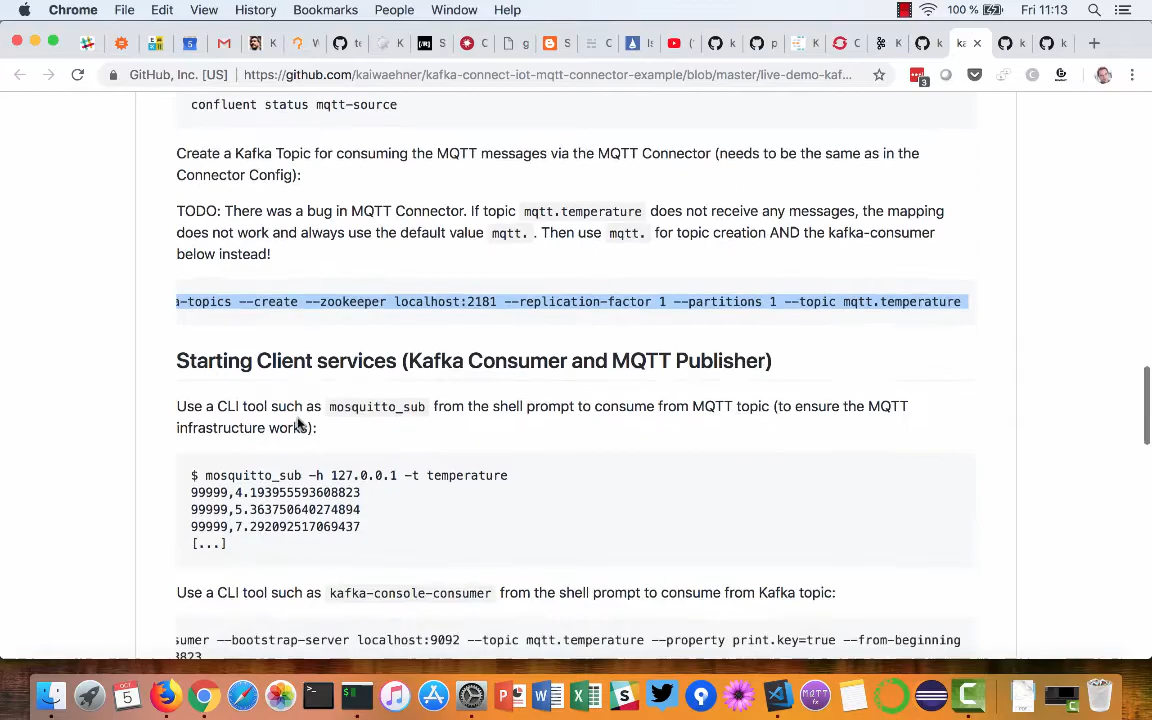 Chrome File Edit View History Bookmarks People Window Help 100 % Fri 11:13
GitHub, Inc. [US] https://github.com/kaiwaehner/kafka-connect-iot-mqtt-connector-example/blob/master/live-demo-kaf...
confluent status mqtt-source
Create a Kafka Topic for consuming the MQTT messages via the MQTT Connector (needs to be the same as in the
Connector Config):
TODO: There was a bug in MQTT Connector. If topic mqtt.temperature does not receive any messages, the mapping
does not work and always use the default value mqtt. . Then use mqtt. for topic creation AND the kafka-consumer
below instead!
a-topics --create --zookeeper localhost:2181 --replication-factor 1 --partitions 1 --topic mqtt.temperature
Starting Client services (Kafka Consumer and MQTT Publisher)
Use a CLI tool such as mosquitto_sub from the shell prompt to consume from MQTT topic (to ensure the MQTT
infrastructure works):
$ mosquitto_sub -h 127.0.0.1 -t temperature
99999,4.193955593608823
99999,5.363750640274894
99999,7.292092517069437
[...]
Use a CLI tool such as kafka-console-consumer from the shell prompt to consume from Kafka topic:
sumer --bootstrap-server localhost:9092 --topic mqtt.temperature --property print.key=true --from-beginning
3823